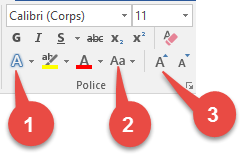 Calibri (Corps) 11
G I S abc X₂ X²
A ab A Aa A A
Police
1 2 3